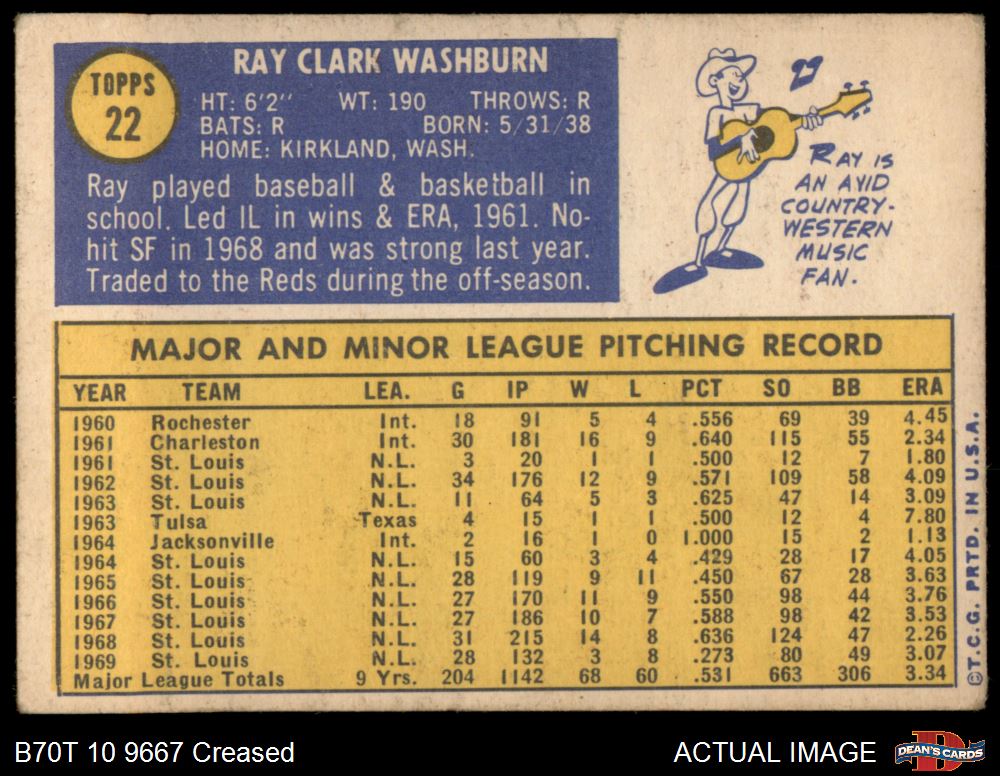 TOPPS
22
RAY CLARK WASHBURN
HT: 6'2" WT: 190 THROWS: R
BATS: R BORN: 5/31/38
HOME: KIRKLAND, WASH.
Ray played baseball & basketball in
school. Led IL in wins & ERA, 1961. No-
hit SF in 1968 and was strong last year.
Traded to the Reds during the off-season.
RAY IS
AN AVID
COUNTRY-
WESTERN
MUSIC
FAN.
MAJOR AND MINOR LEAGUE PITCHING RECORD
YEAR TEAM LEA. G IP W L PCT SO BB ERA
1960 Rochester Int. 18 91 5 4 .556 69 39 4.45
1961 Charleston Int. 30 181 16 9 .640 115 55 2.34
1961 St. Louis N.L. 3 20 1 1 .500 12 7 1.80
1962 St. Louis N.L. 34 176 12 9 .571 109 58 4.09
1963 St. Louis N.L. 11 64 5 3 .625 47 14 3.09
1963 Tulsa Texas 4 15 1 1 .500 12 4 7.80
1964 Jacksonville Int. 2 16 1 0 1.000 15 2 1.13
1964 St. Louis N.L. 15 60 3 4 .429 28 17 4.05
1965 St. Louis N.L. 28 119 9 11 .450 67 28 3.63
1966 St. Louis N.L. 27 170 11 9 .550 98 44 3.76
1967 St. Louis N.L. 27 186 10 7 .588 98 42 3.53
1968 St. Louis N.L. 31 215 14 8 .636 124 47 2.26
1969 St. Louis N.L. 28 132 3 8 .273 80 49 3.07
Major League Totals 9 Yrs. 204 1142 68 60 .531 663 306 3.34
©T.C.G. PRTD. IN U.S.A.
B70T 10 9667 Creased
ACTUAL IMAGE
DEAN'S CARDS